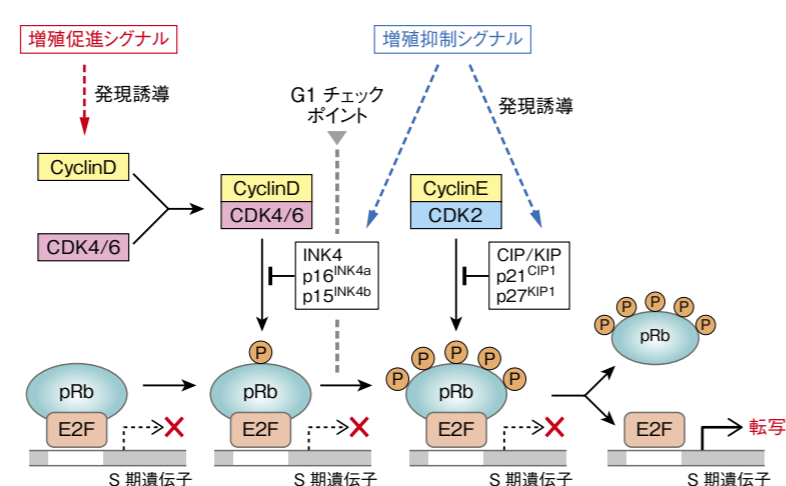 増殖促進シグナル
増殖抑制シグナル
発現誘導
G1 チェック
ポイント
発現誘導
CyclinD
CDK4/6
CyclinD
CDK4/6
CyclinE
CDK2
INK4
p16INK4a
p15INK4b
CIP/KIP
p21CIP1
p27KIP1
P
pRb
E2F
S 期遺伝子
P
pRb
E2F
S 期遺伝子
P P P P P
pRb
E2F
S 期遺伝子
P P P P P
pRb
E2F
転写
S 期遺伝子